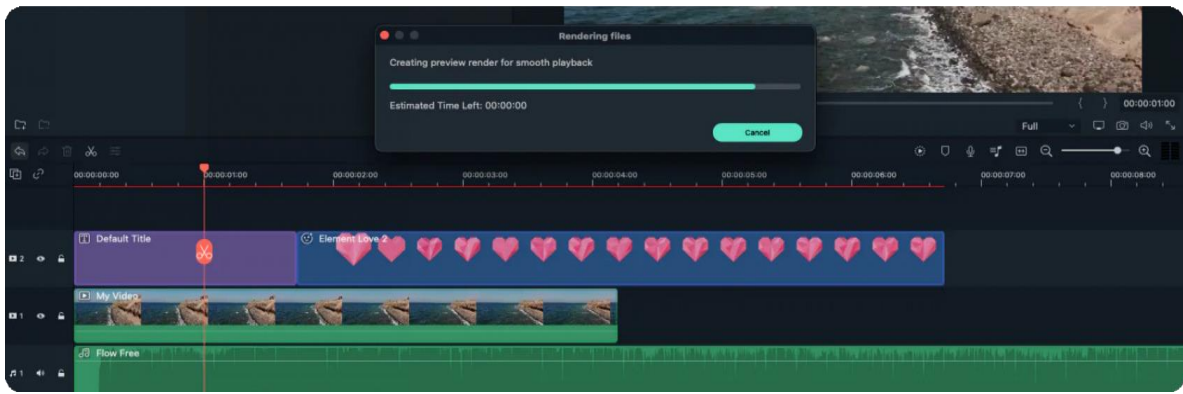 Rendering files
Creating preview render for smooth playback
Estimated Time Left: 00:00:00
Cancel
{ } 00:00:01:00
Full
00:00:00:00 00:00:01:00 00:00:02:00 00:00:03:00 00:00:04:00 00:00:05:00 00:00:06:00 00:00:07:00 00:00:08:00
Default Title Element Love 2
2
My Video
1
Flow Free
1